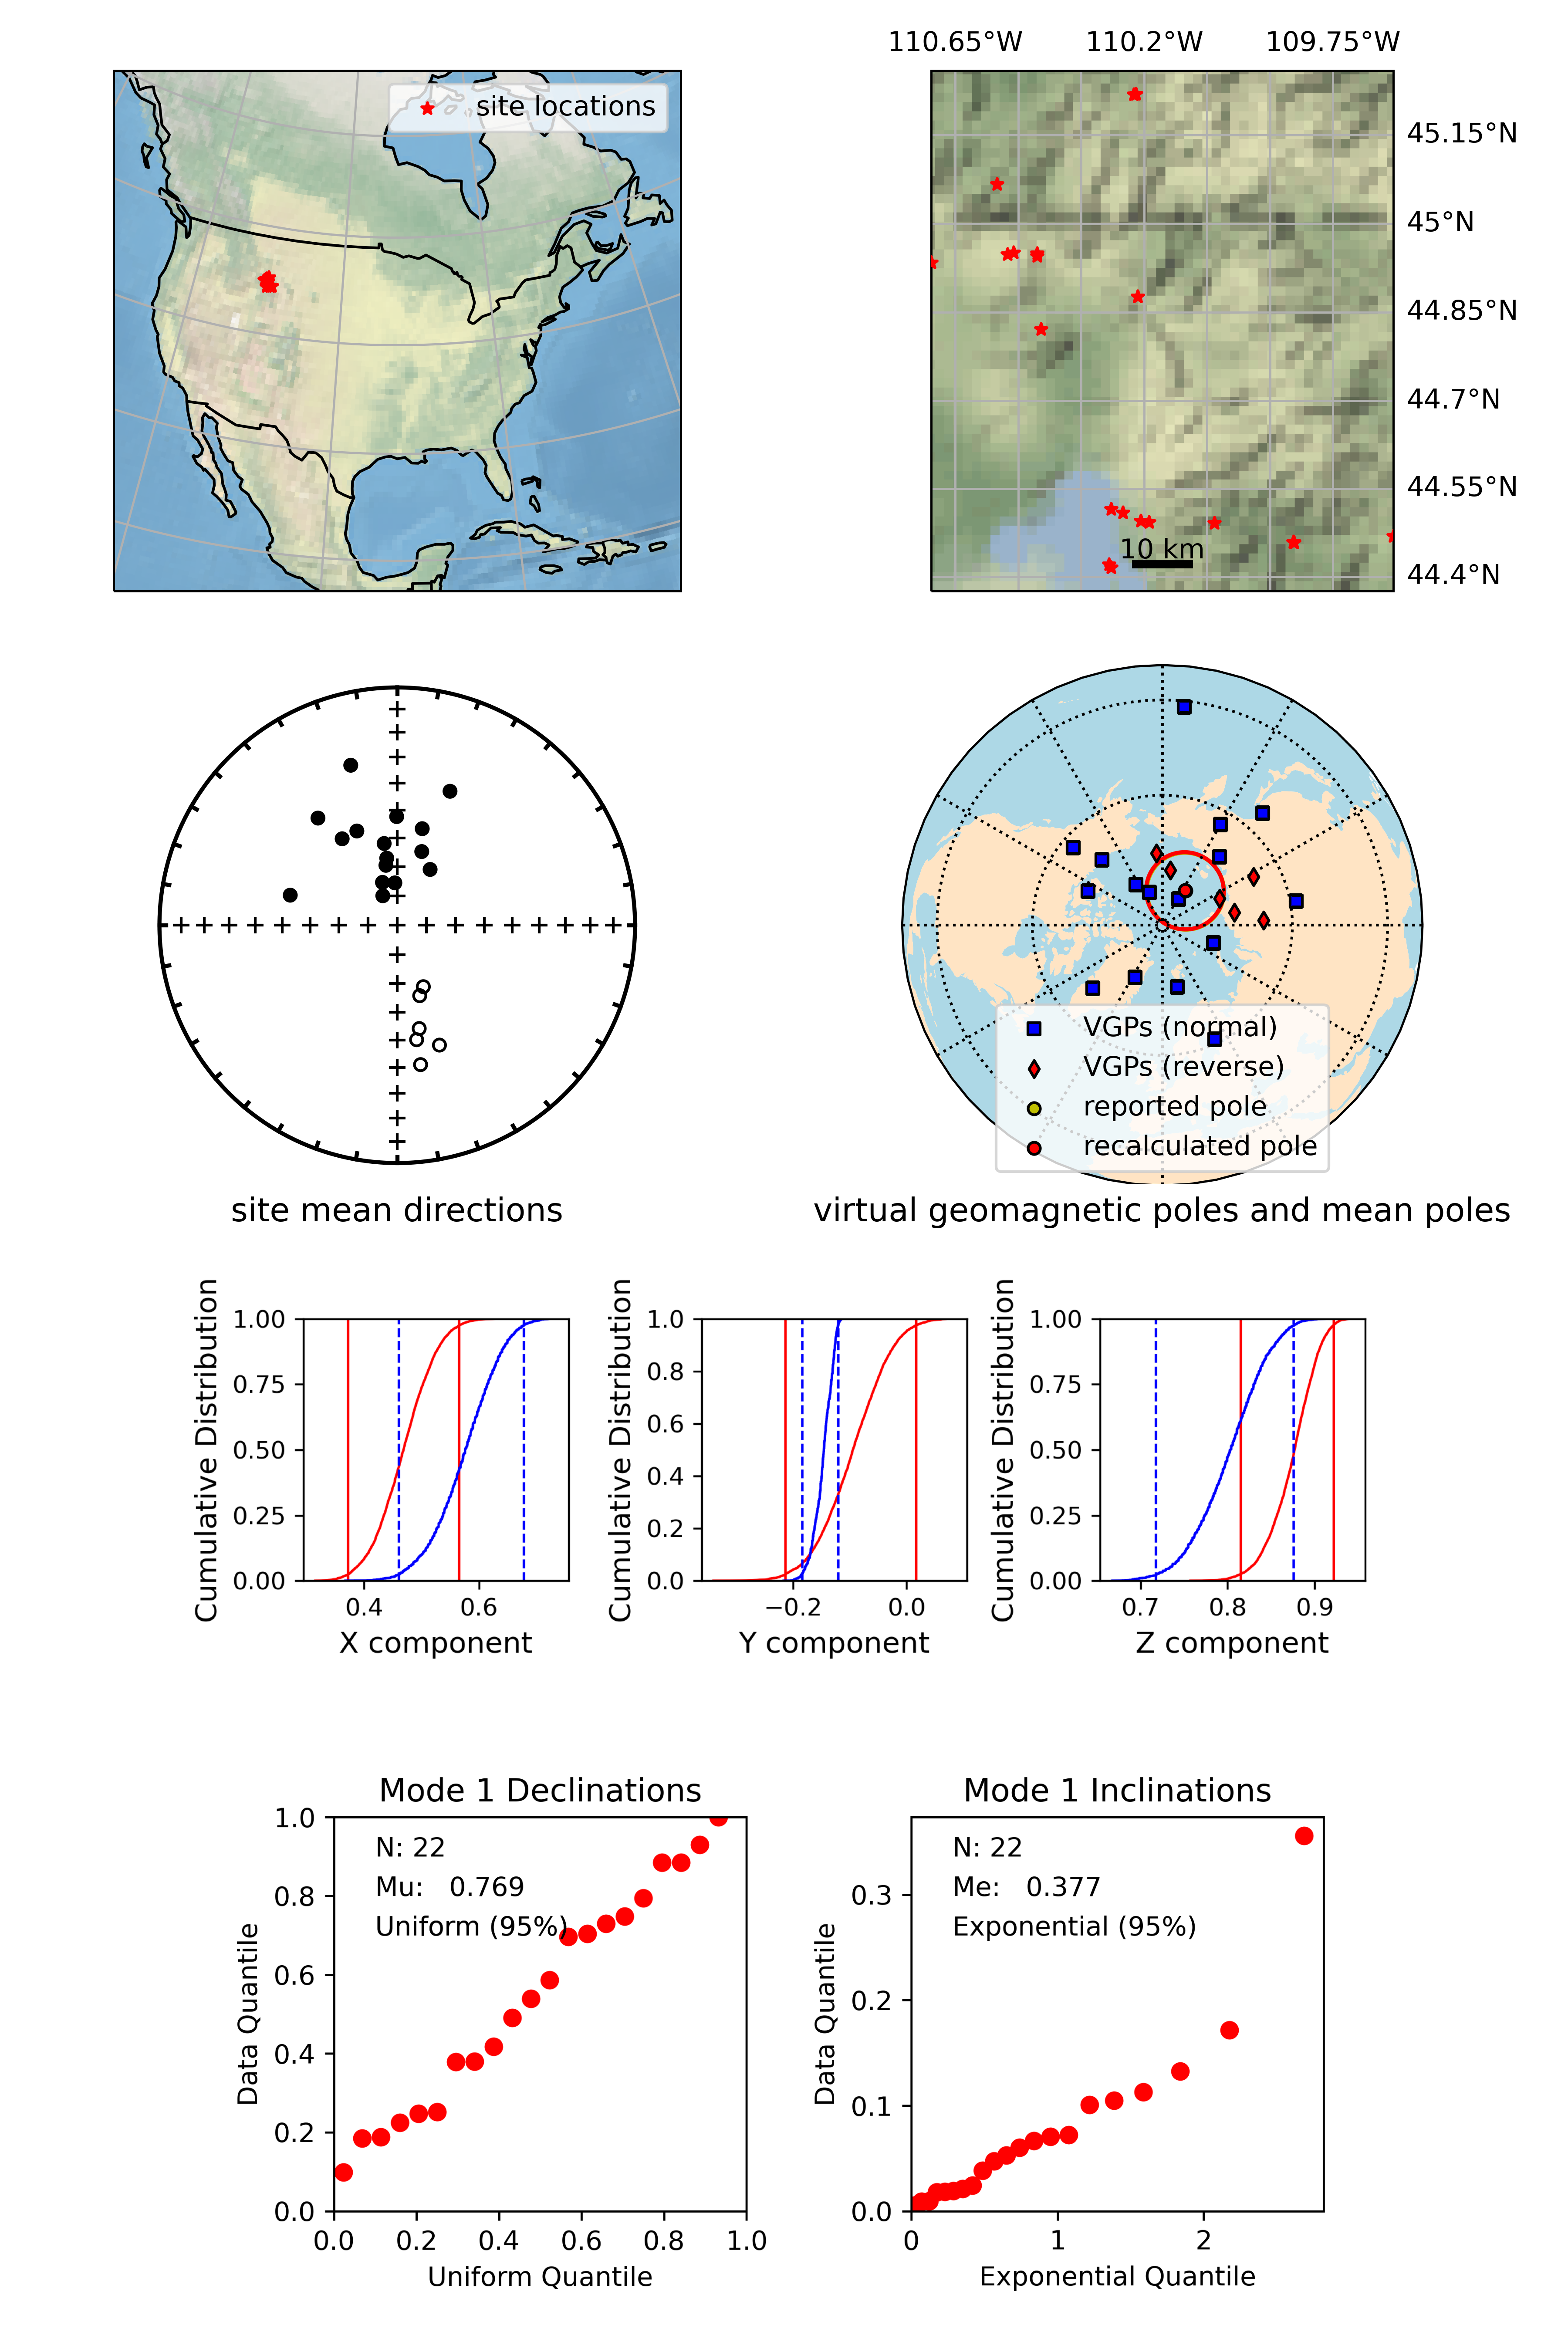 110.65°W 110.2°W 109.75°W
site locations
45.15°N
45°N
44.85°N
44.7°N
44.55°N
10 km
44.4°N
VGPs (normal)
VGPs (reverse)
reported pole
recalculated pole
site mean directions
virtual geomagnetic poles and mean poles
Cumulative Distribution
1.00
0.75
0.50
0.25
0.00
0.4 0.6
X component
Cumulative Distribution
1.0
0.8
0.6
0.4
0.2
0.0
−0.2 0.0
Y component
Cumulative Distribution
1.00
0.75
0.50
0.25
0.00
0.7 0.8 0.9
Z component
Mode 1 Declinations
N: 22
Mu: 0.769
Uniform (95%)
Data Quantile
1.0
0.8
0.6
0.4
0.2
0.0
0.0 0.2 0.4 0.6 0.8 1.0
Uniform Quantile
Mode 1 Inclinations
N: 22
Me: 0.377
Exponential (95%)
Data Quantile
0.3
0.2
0.1
0.0
0 1 2
Exponential Quantile